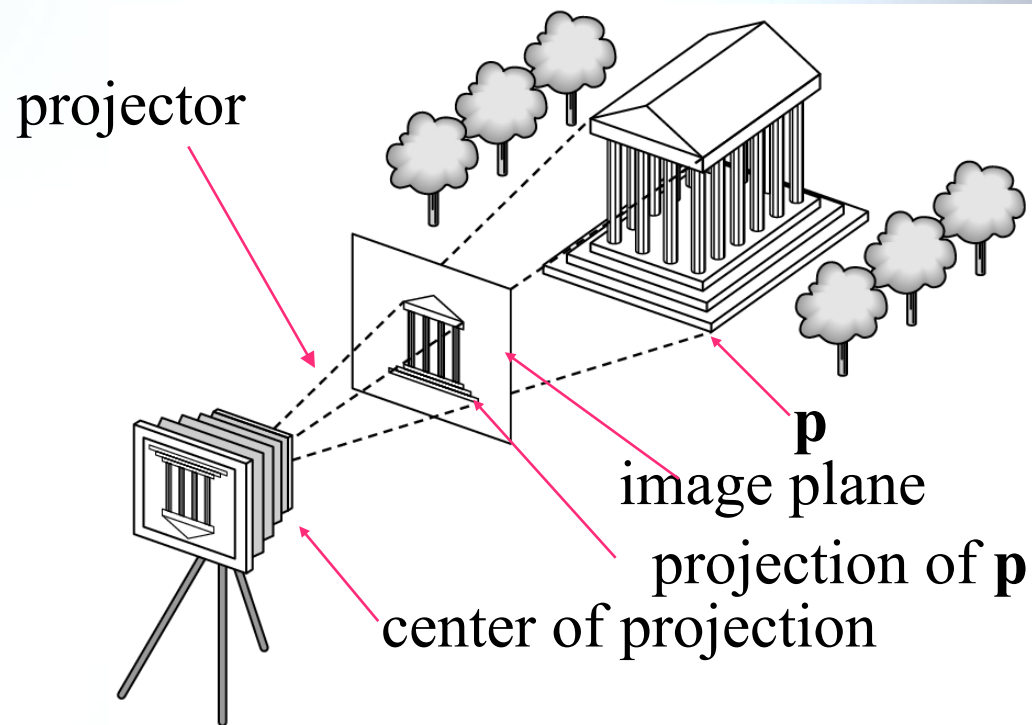 projector
p
image plane
projection of p
center of projection